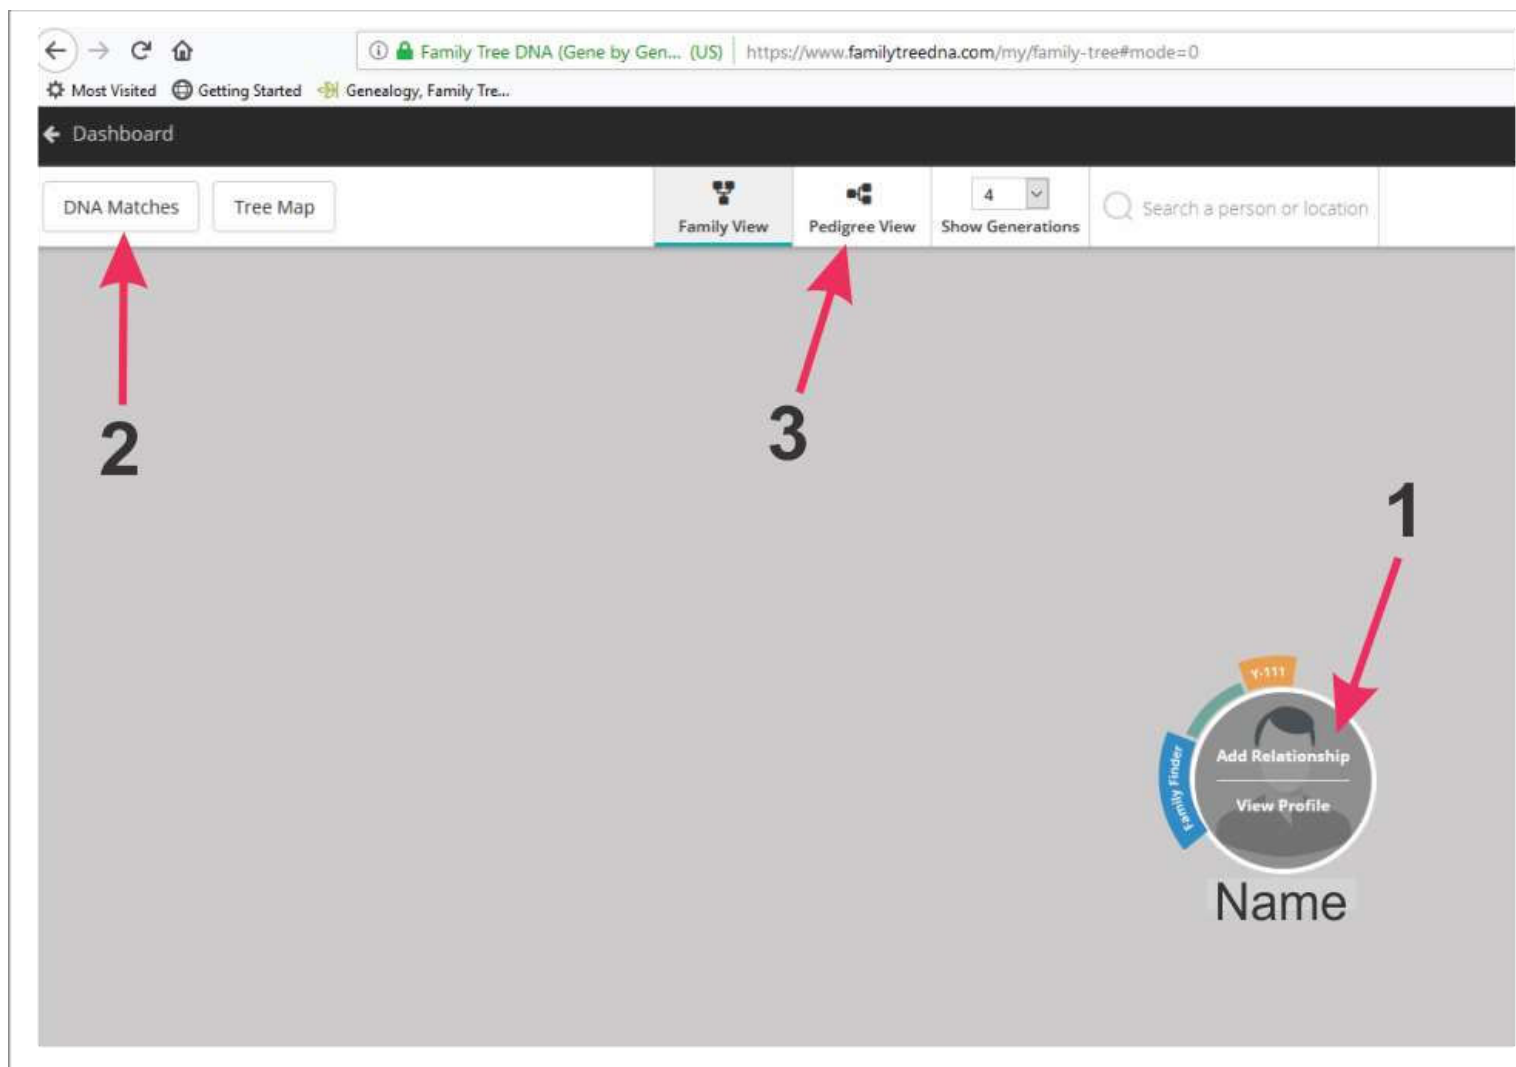 Family Tree DNA (Gene by Gen... (US) https://www.familytreedna.com/my/family-tree#mode=0
Most Visited Getting Started Genealogy, Family Tre...
Dashboard
DNA Matches Tree Map
Family View
Pedigree View
4
Show Generations
Search a person or location
2
3
1
Y-111
Family Finder
Add Relationship
View Profile
Name